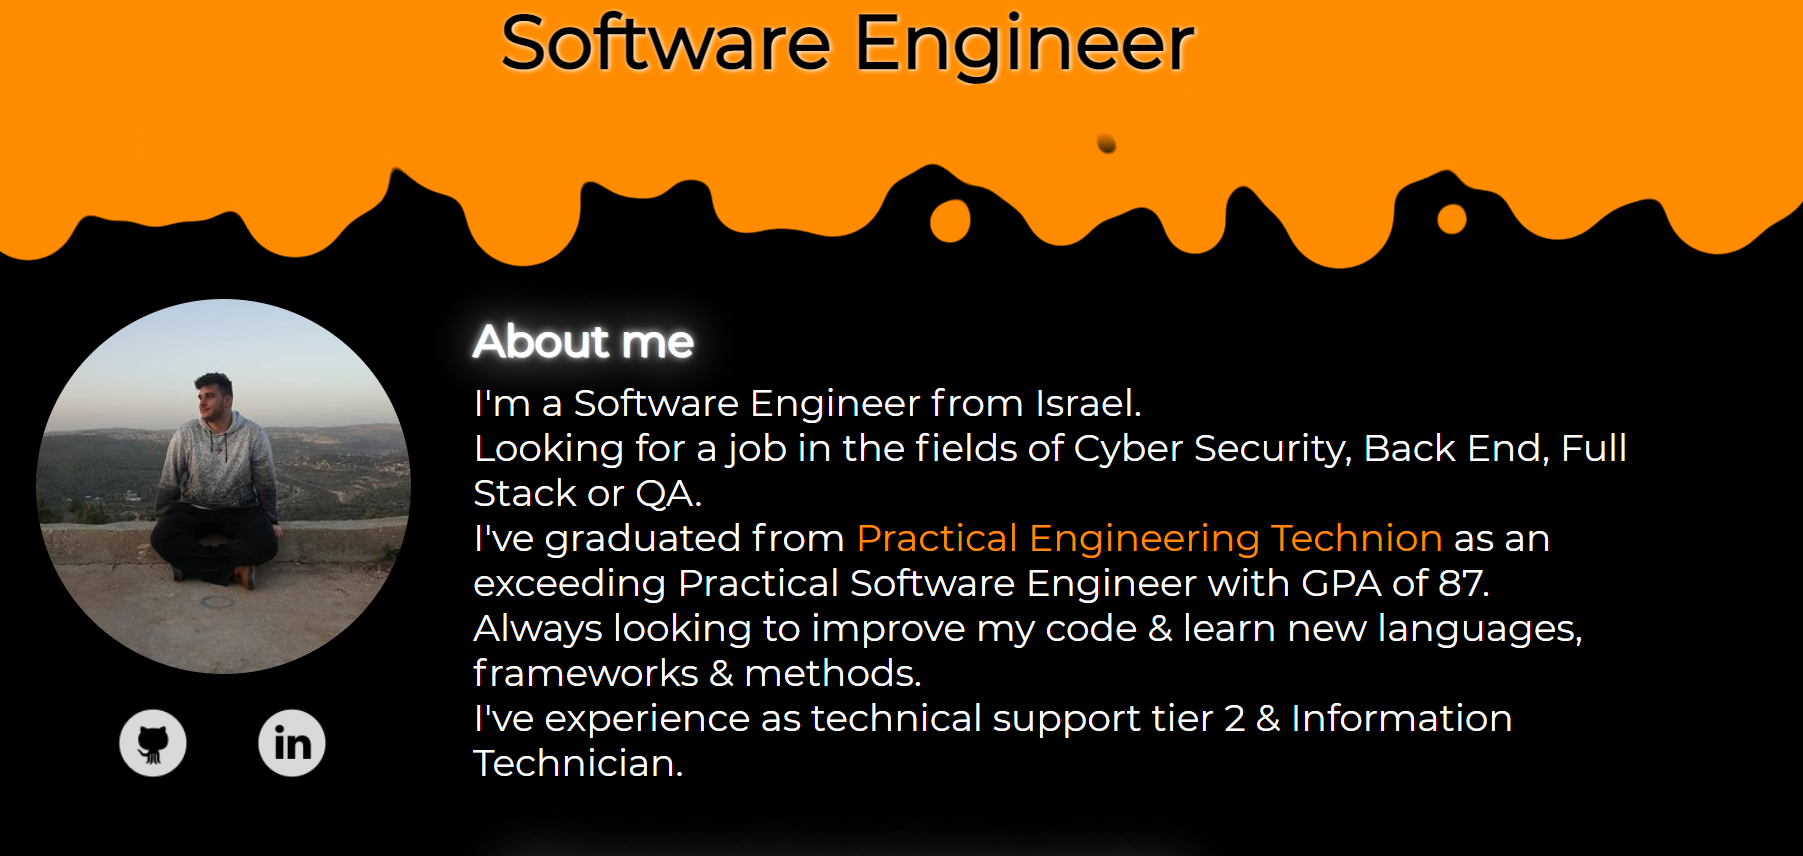 Software Engineer
About me
I'm a Software Engineer from Israel.
Looking for a job in the fields of Cyber Security, Back End, Full
Stack or QA.
I've graduated from Practical Engineering Technion as an
exceeding Practical Software Engineer with GPA of 87.
Always looking to improve my code & learn new languages,
frameworks & methods.
I've experience as technical support tier 2 & Information
Technician.
in